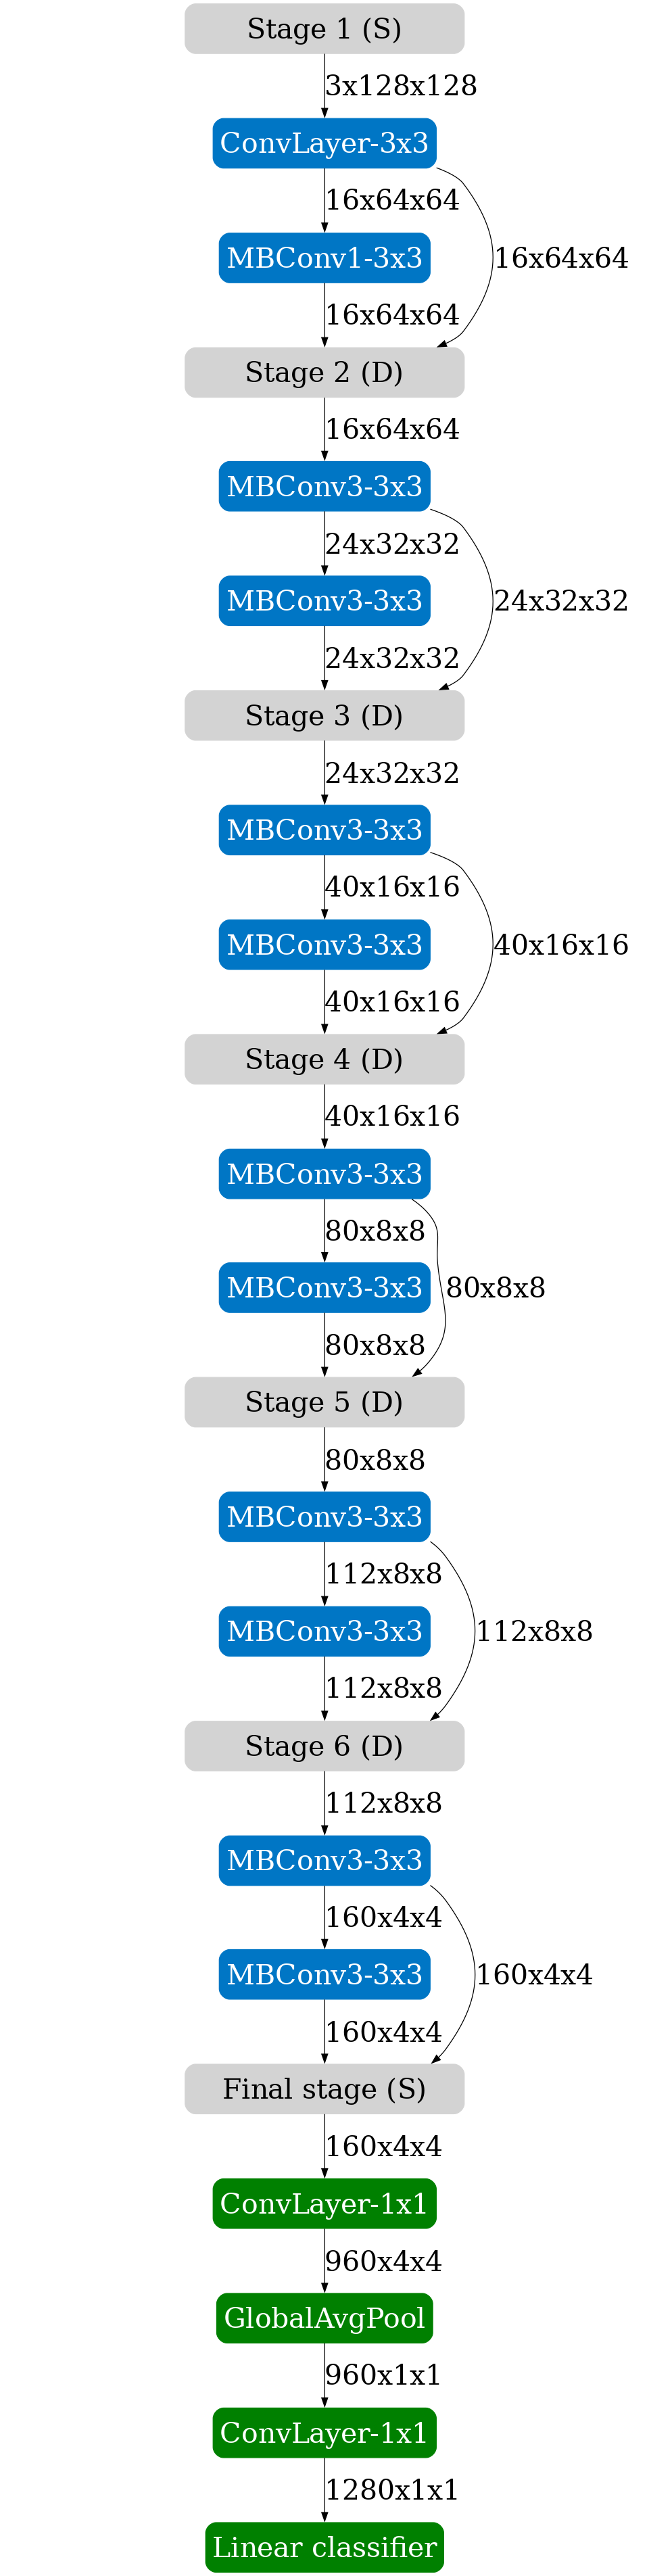 Stage 1 (S)
3x128x128
ConvLayer-3x3
16x64x64
MBConv1-3x3
16x64x64
16x64x64
Stage 2 (D)
16x64x64
MBConv3-3x3
24x32x32
MBConv3-3x3
24x32x32
24x32x32
Stage 3 (D)
24x32x32
MBConv3-3x3
40x16x16
MBConv3-3x3
40x16x16
40x16x16
Stage 4 (D)
40x16x16
MBConv3-3x3
80x8x8
MBConv3-3x3
80x8x8
80x8x8
Stage 5 (D)
80x8x8
MBConv3-3x3
112x8x8
MBConv3-3x3
112x8x8
112x8x8
Stage 6 (D)
112x8x8
MBConv3-3x3
160x4x4
MBConv3-3x3
160x4x4
160x4x4
Final stage (S)
160x4x4
ConvLayer-1x1
960x4x4
GlobalAvgPool
960x1x1
ConvLayer-1x1
1280x1x1
Linear classifier